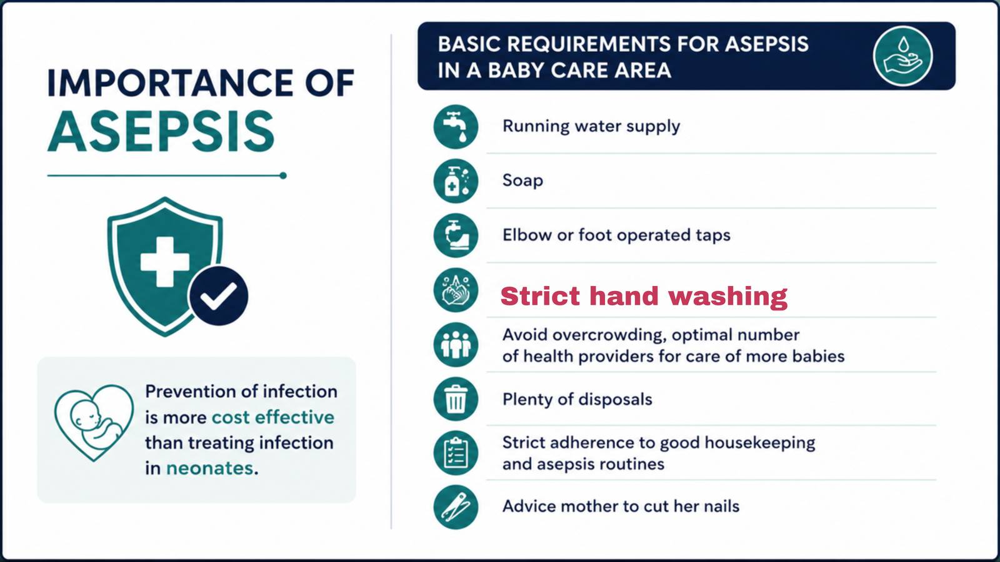 IMPORTANCE OF
ASEPSIS
Prevention of infection
is more cost effective
than treating infection
in neonates.
BASIC REQUIREMENTS FOR ASEPSIS
IN A BABY CARE AREA
Running water supply
Soap
Elbow or foot operated taps
Strict hand washing
Avoid overcrowding, optimal number
of health providers for care of more babies
Plenty of disposals
Strict adherence to good housekeeping
and asepsis routines
Advice mother to cut her nails